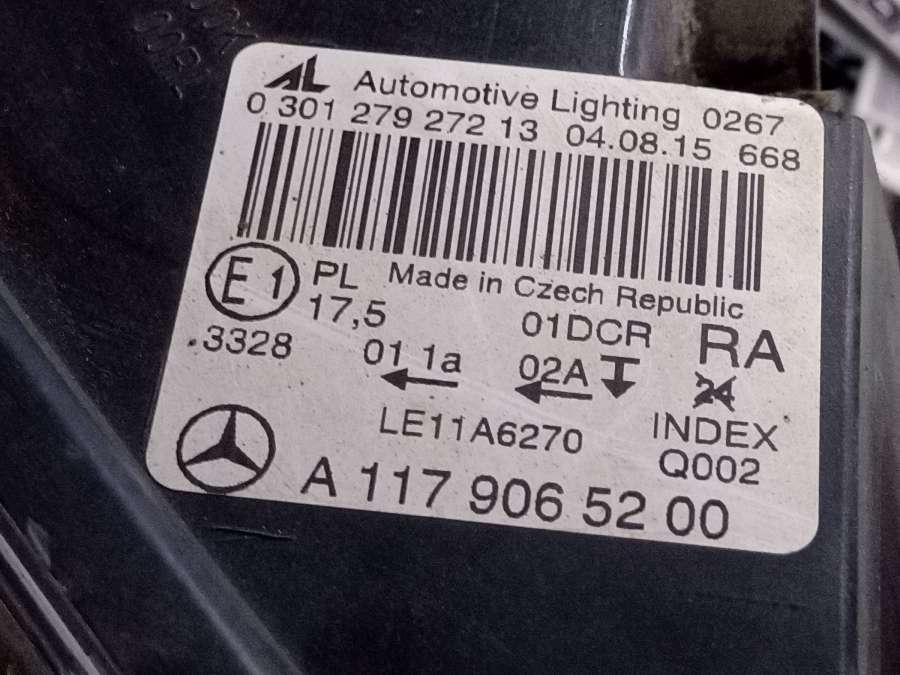 AL Automotive Lighting 0267
0 301 279 272 13 04.08.15 668
E 1 PL Made in Czech Republic
17,5 01DCR RA
.3328 01 1a 02A 24
LE11A6270 INDEX
Q002
A 117 906 52 00